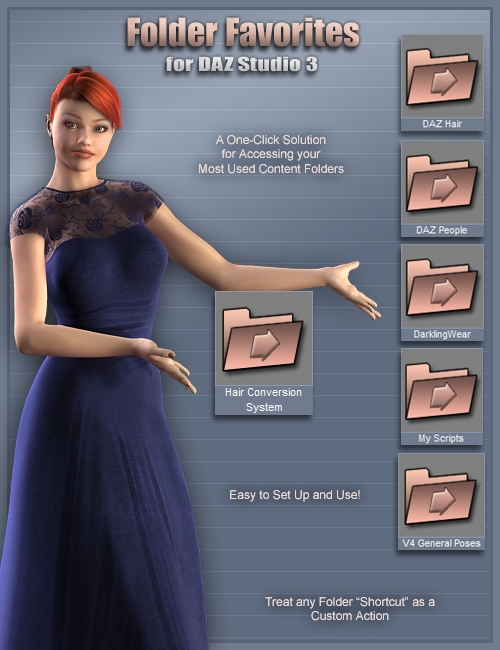 Folder Favorites
for DAZ Studio 3
A One-Click Solution
for Accessing your
Most Used Content Folders
DAZ Hair
DAZ People
DarklingWear
My Scripts
V4 General Poses
Hair Conversion
System
Easy to Set Up and Use!
Treat any Folder “Shortcut” as a
Custom Action